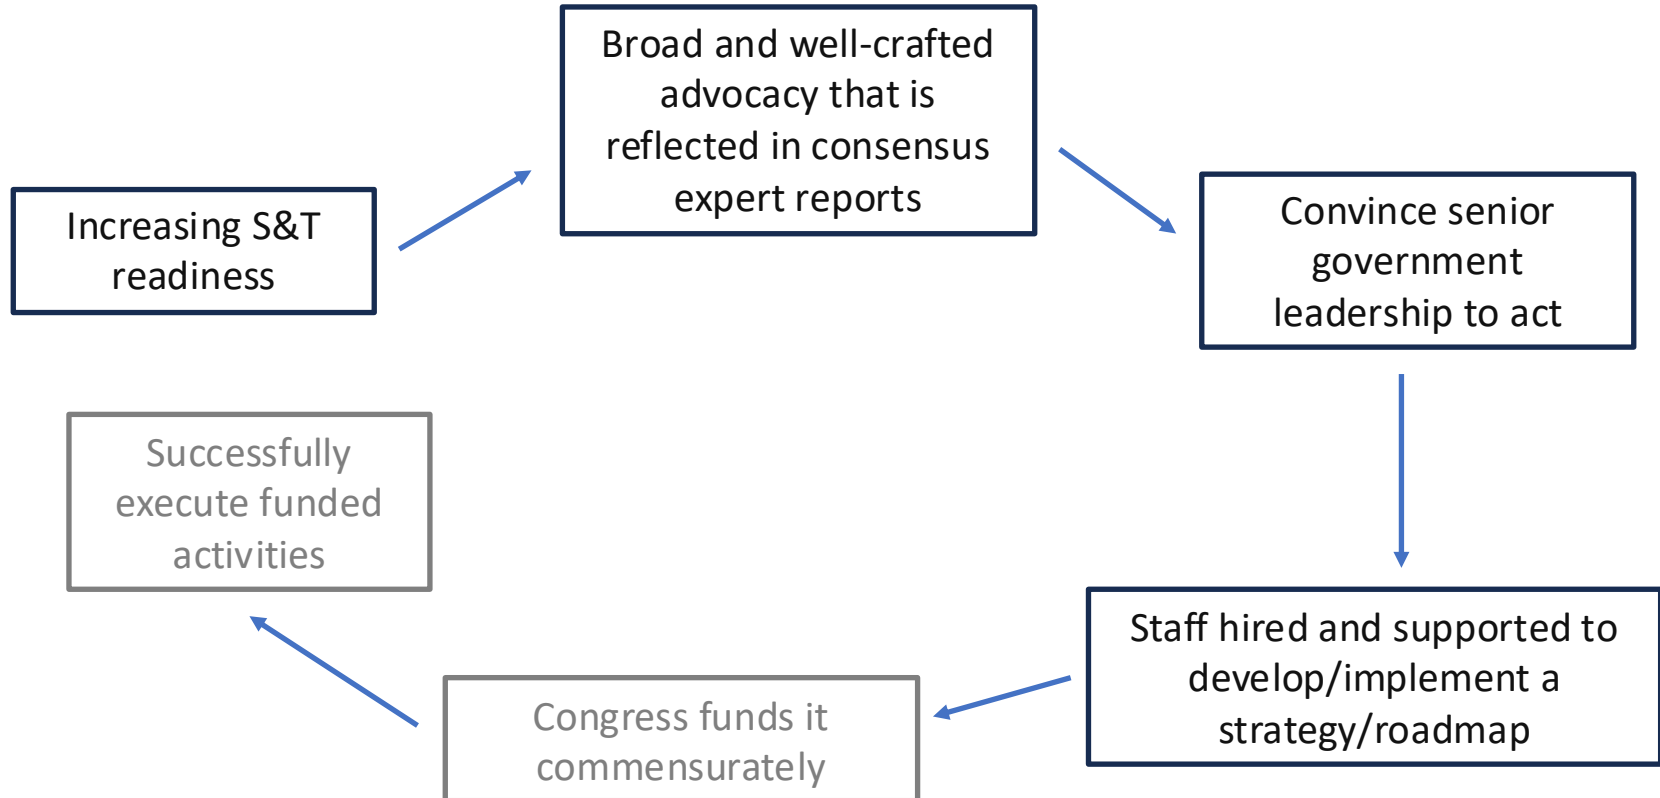 Increasing S&T
readiness
Broad and well-crafted
advocacy that is
reflected in consensus
expert reports
Convince senior
government
leadership to act
Staff hired and supported to
develop/implement a
strategy/roadmap
Congress funds it
commensurately
Successfully
execute funded
activities